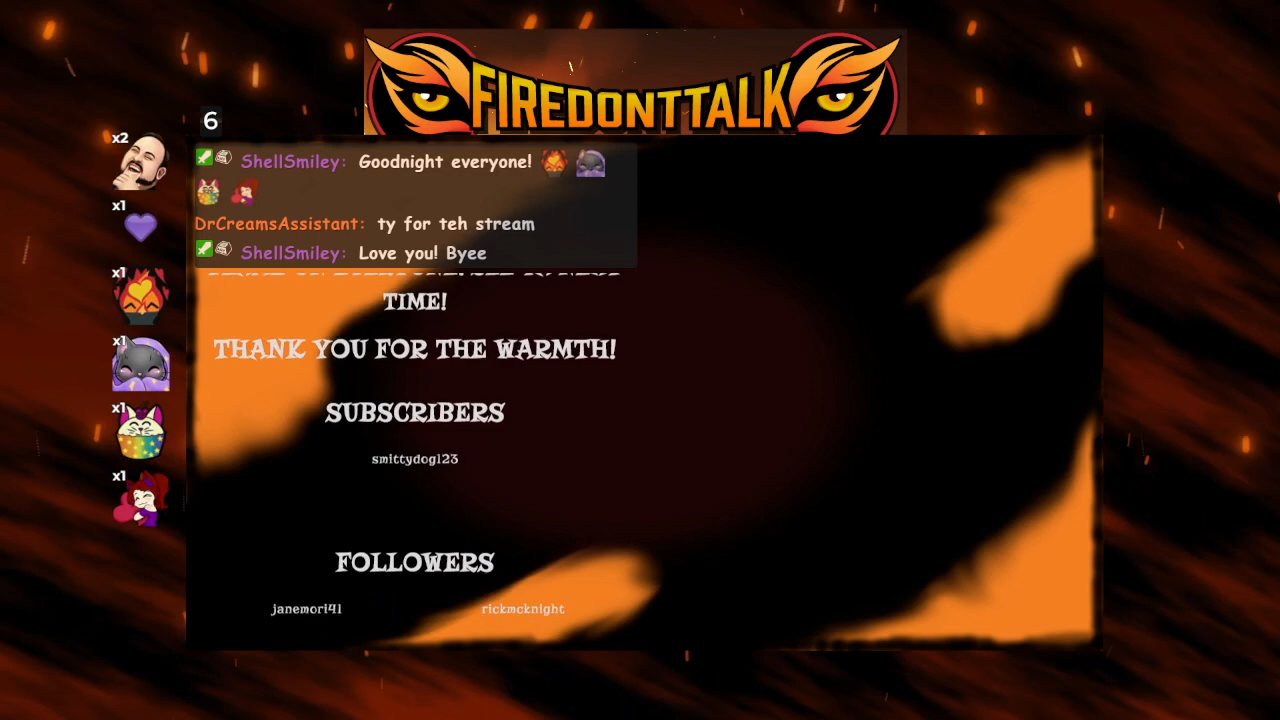 FIREDONTTALK
6
x2
x1
x1
x1
x1
x1
ShellSmiley: Goodnight everyone!
DrCreamsAssistant: ty for teh stream
ShellSmiley: Love you! Byee
TIME!
THANK YOU FOR THE WARMTH!
SUBSCRIBERS
smittydog123
FOLLOWERS
janemori41 rickmcknight